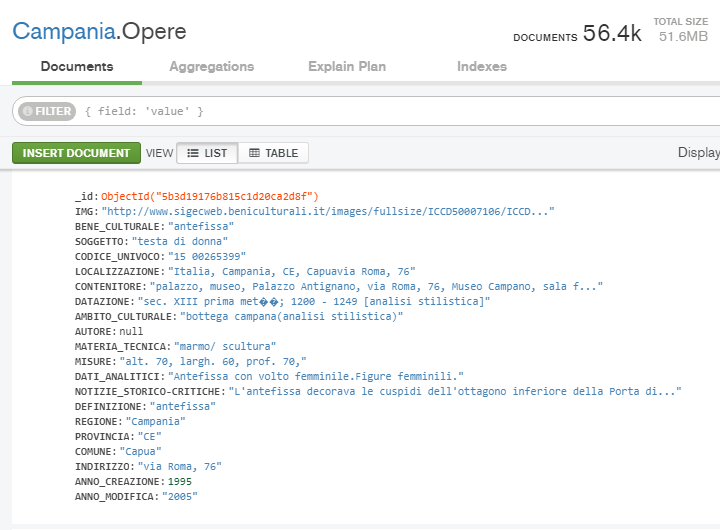 Campania.Opere
DOCUMENTS 56.4k TOTAL SIZE 51.6MB
Documents Aggregations Explain Plan Indexes
FILTER { field: 'value' }
INSERT DOCUMENT VIEW LIST TABLE Display
_id: ObjectId("5b3d19176b815c1d20ca2d8f")
IMG: "http://www.sigecweb.beniculturali.it/images/fullsize/ICCD50007106/ICCD..."
BENE_CULTURALE: "antefissa"
SOGGETTO: "testa di donna"
CODICE_UNIVOCO: "15 00265399"
LOCALIZZAZIONE: "Italia, Campania, CE, Capuavia Roma, 76"
CONTENITORE: "palazzo, museo, Palazzo Antignano, via Roma, 76, Museo Campano, sala f..."
DATAZIONE: "sec. XIII prima met��; 1200 - 1249 [analisi stilistica]"
AMBITO_CULTURALE: "bottega campana(analisi stilistica)"
AUTORE: null
MATERIA_TECNICA: "marmo/ scultura"
MISURE: "alt. 70, largh. 60, prof. 70,"
DATI_ANALITICI: "Antefissa con volto femminile.Figure femminili."
NOTIZIE_STORICO-CRITICHE: "L'antefissa decorava le cuspidi dell'ottagono inferiore della Porta di..."
DEFINIZIONE: "antefissa"
REGIONE: "Campania"
PROVINCIA: "CE"
COMUNE: "Capua"
INDIRIZZO: "via Roma, 76"
ANNO_CREAZIONE: 1995
ANNO_MODIFICA: "2005"